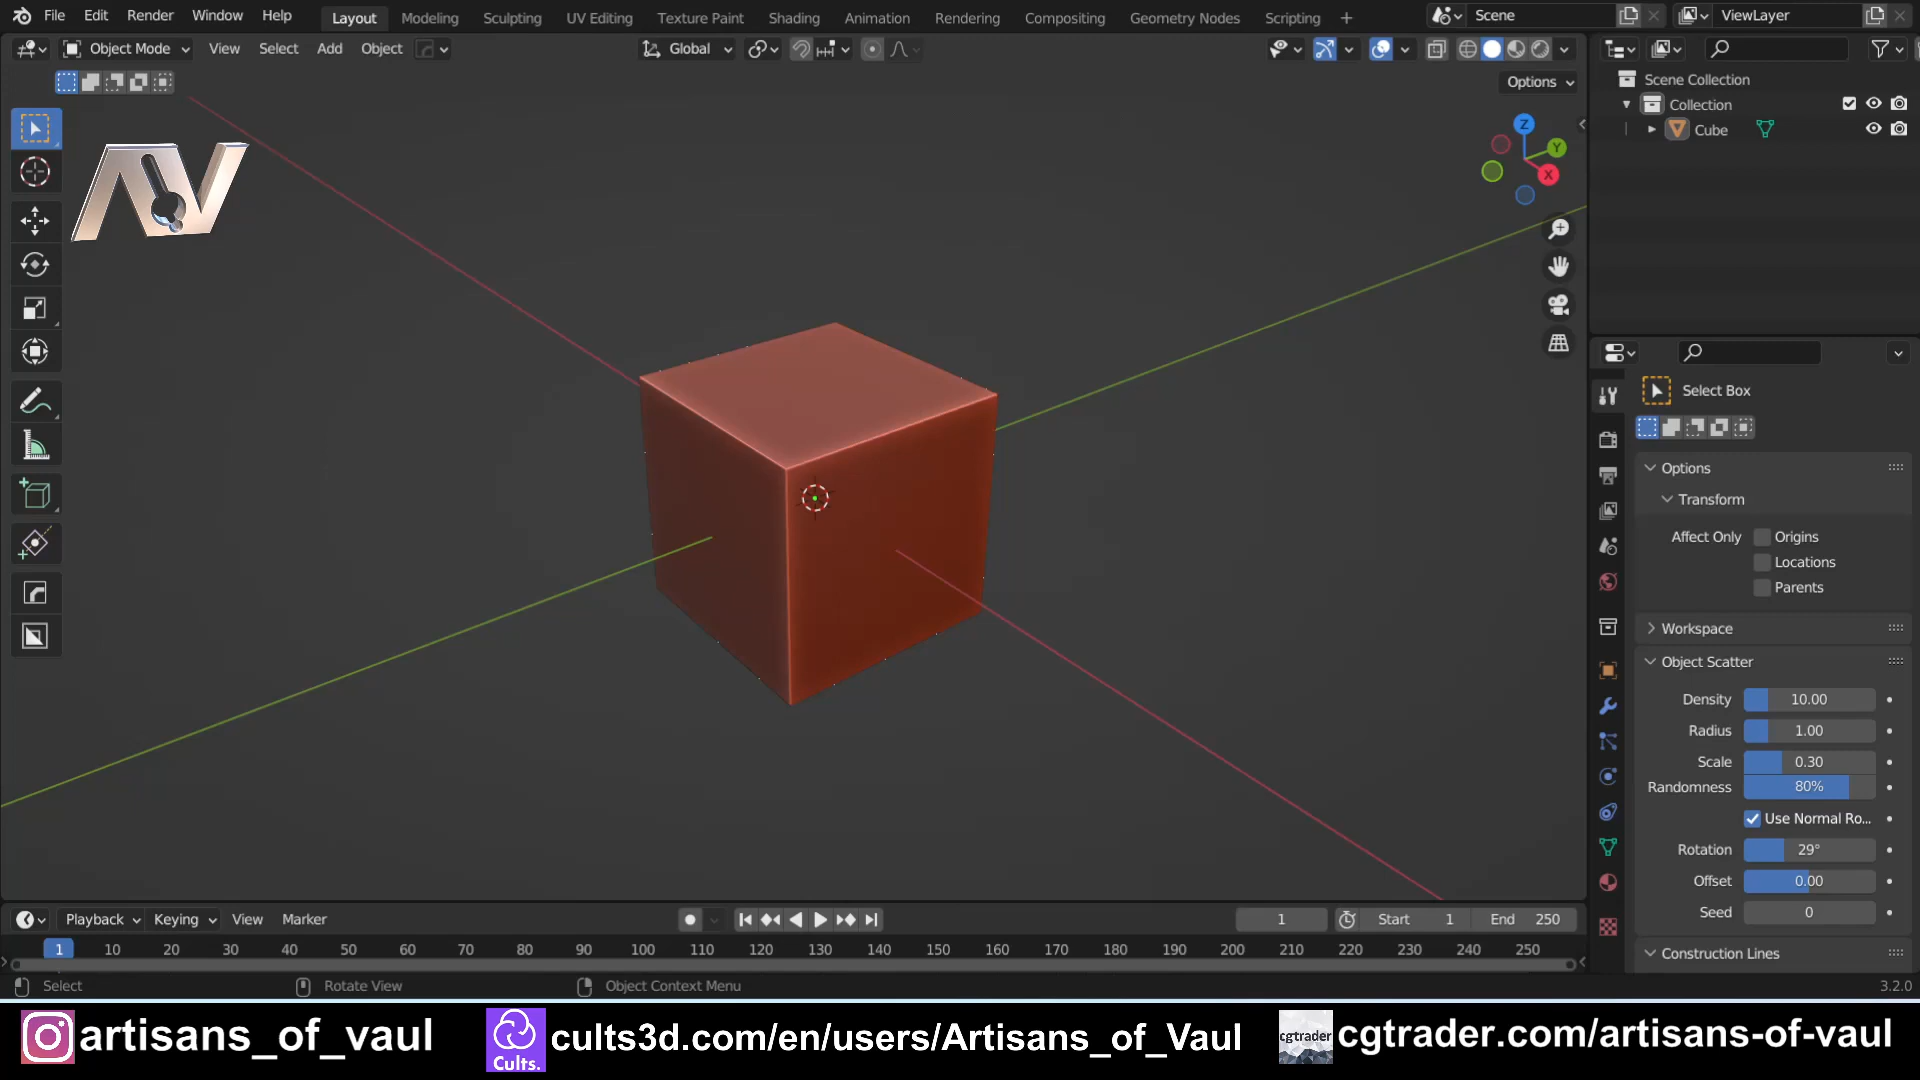 File Edit Render Window Help
Layout Modeling Sculpting UV Editing Texture Paint Shading Animation Rendering Compositing Geometry Nodes Scripting +
Scene
ViewLayer
Object Mode View Select Add Object
Global
Options
Z
Y
X
AV
Scene Collection
Collection
Cube
Select Box
Options
Transform
Affect Only Origins
Locations
Parents
Workspace
Object Scatter
Density 10.00
Radius 1.00
Scale 0.30
Randomness 80%
Use Normal Ro...
Rotation 29°
Offset 0.00
Seed 0
Construction Lines
Playback Keying View Marker
1 Start 1 End 250
1 10 20 30 40 50 60 70 80 90 100 110 120 130 140 150 160 170 180 190 200 210 220 230 240 250
Select Rotate View Object Context Menu 3.2.0
artisans_of_vaul
Cults.
cults3d.com/en/users/Artisans_of_Vaul
cgtrader
cgtrader.com/artisans-of-vaul